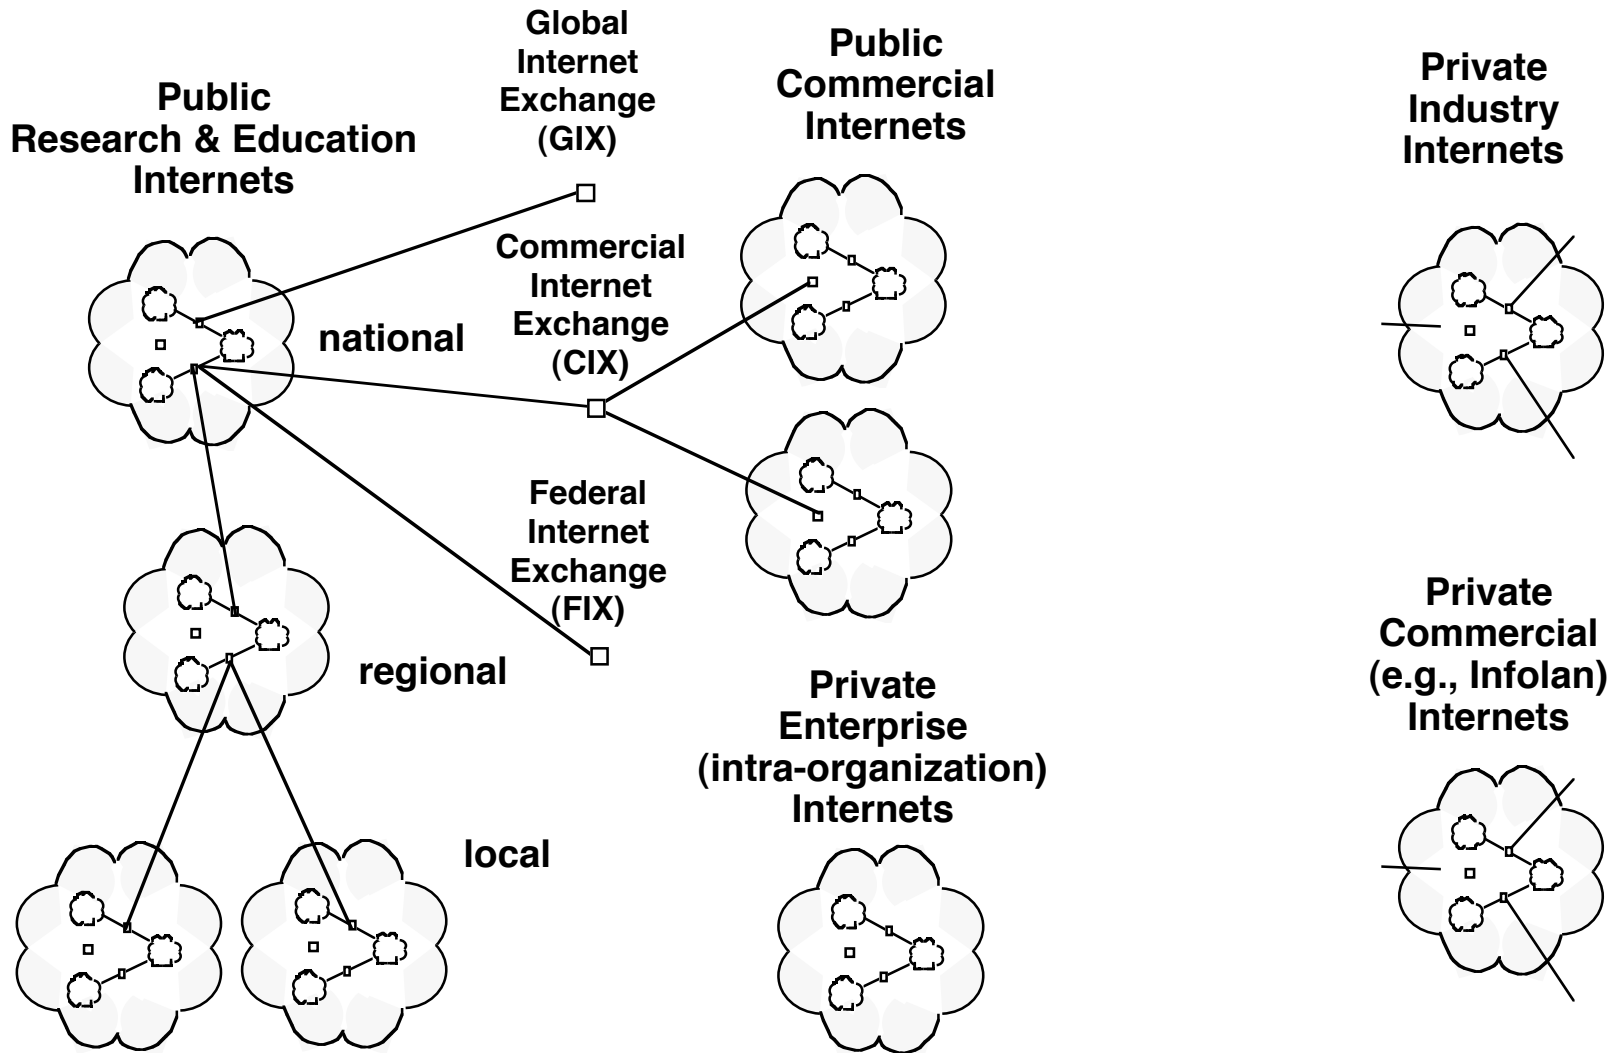 Public
Research & Education
Internets
Global
Internet
Exchange
(GIX)
Public
Commercial
Internets
Private
Industry
Internets
national
Commercial
Internet
Exchange
(CIX)
Federal
Internet
Exchange
(FIX)
regional
Private
Enterprise
(intra-organization)
Internets
Private
Commercial
(e.g., Infolan)
Internets
local